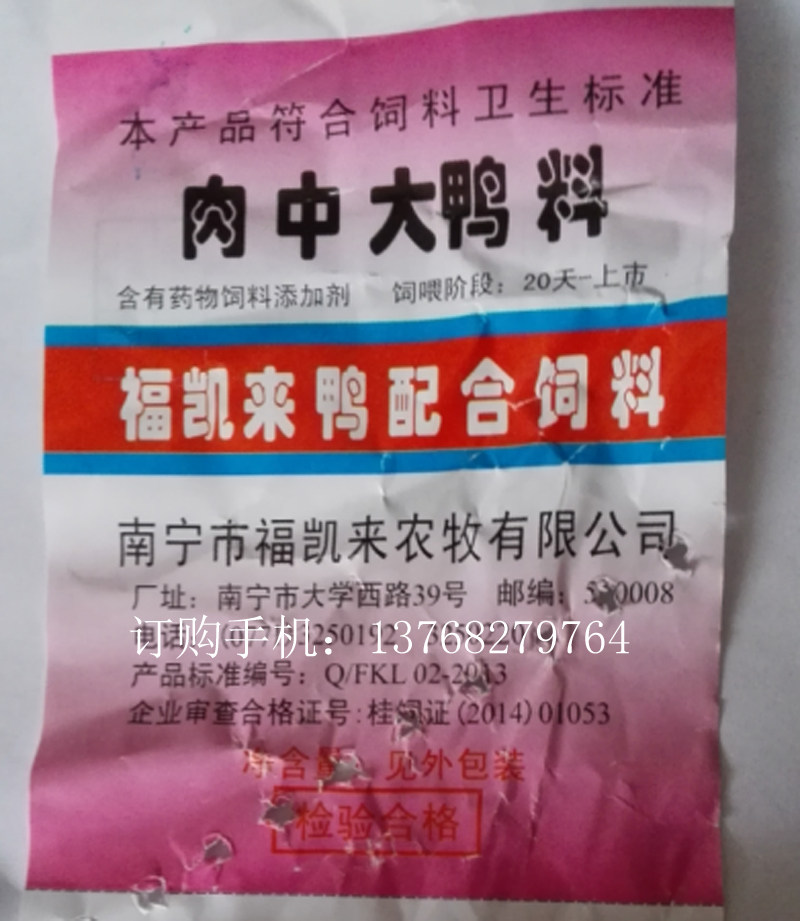 本产品符合饲料卫生标准
肉中大鸭料
含有药物饲料添加剂 饲喂阶段：20天-上市
福凯来鸭配合饲料
南宁市福凯来农牧有限公司
厂址：南宁市大学西路39号 邮编：
订购手机：13768279764
产品标准编号：Q/FKL 02-2013
企业审查合格证号:桂饲证(2014)01053
净含量：见外包装
检验合格